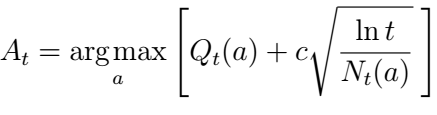 A_t = argmax_a [ Q_t(a) + c √( ln t / N_t(a) ) ]